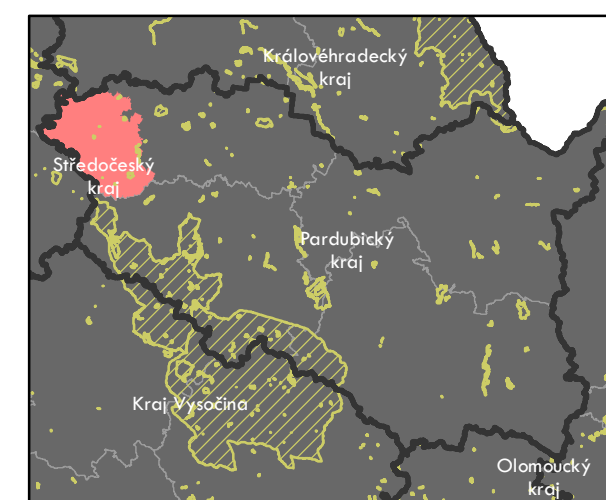 Královéhradecký
kraj
Středočeský
kraj
Pardubický
kraj
Kraj Vysočina
Olomoucký
kraj